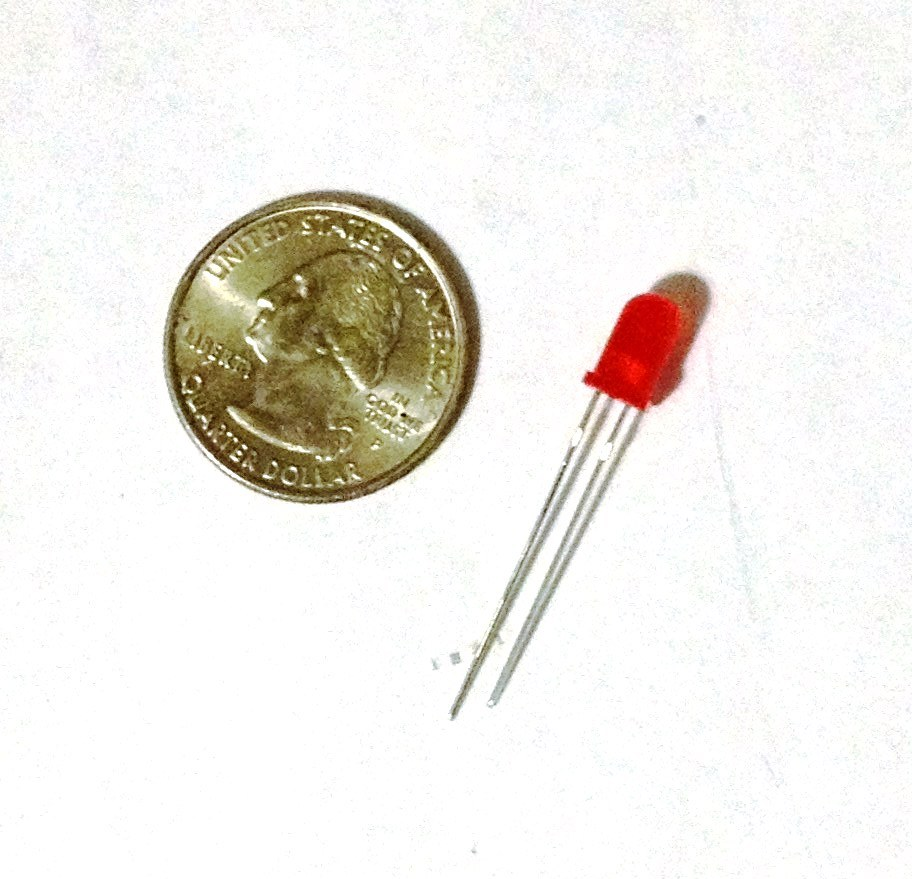 UNITED STATES OF AMERICA
LIBERTY
IN
GOD WE
TRUST
P
QUARTER DOLLAR